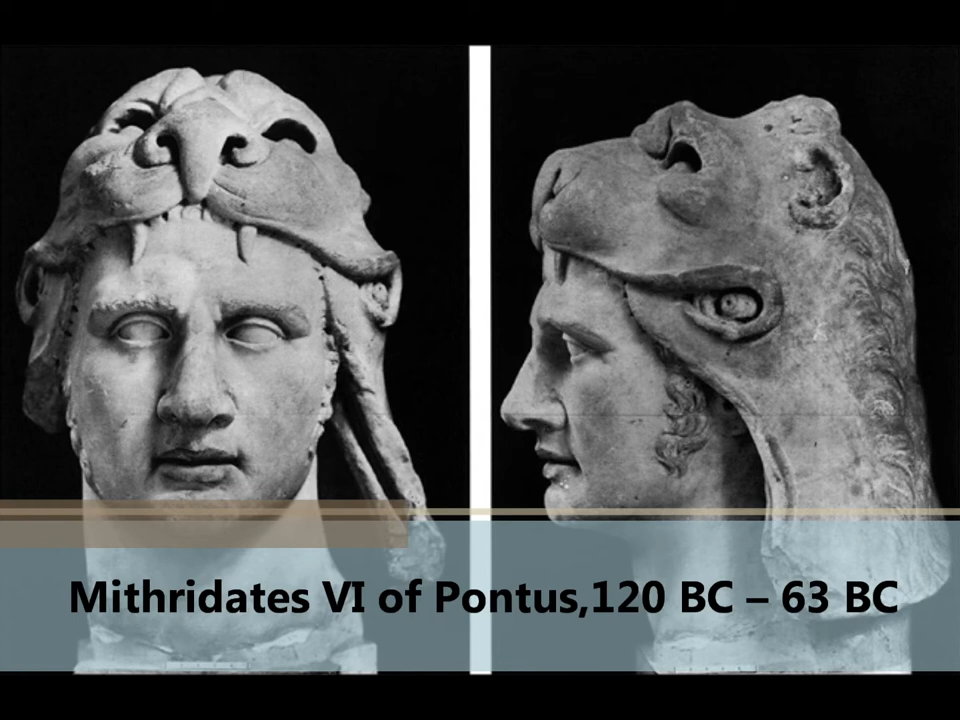 Mithridates VI of Pontus,120 BC – 63 BC